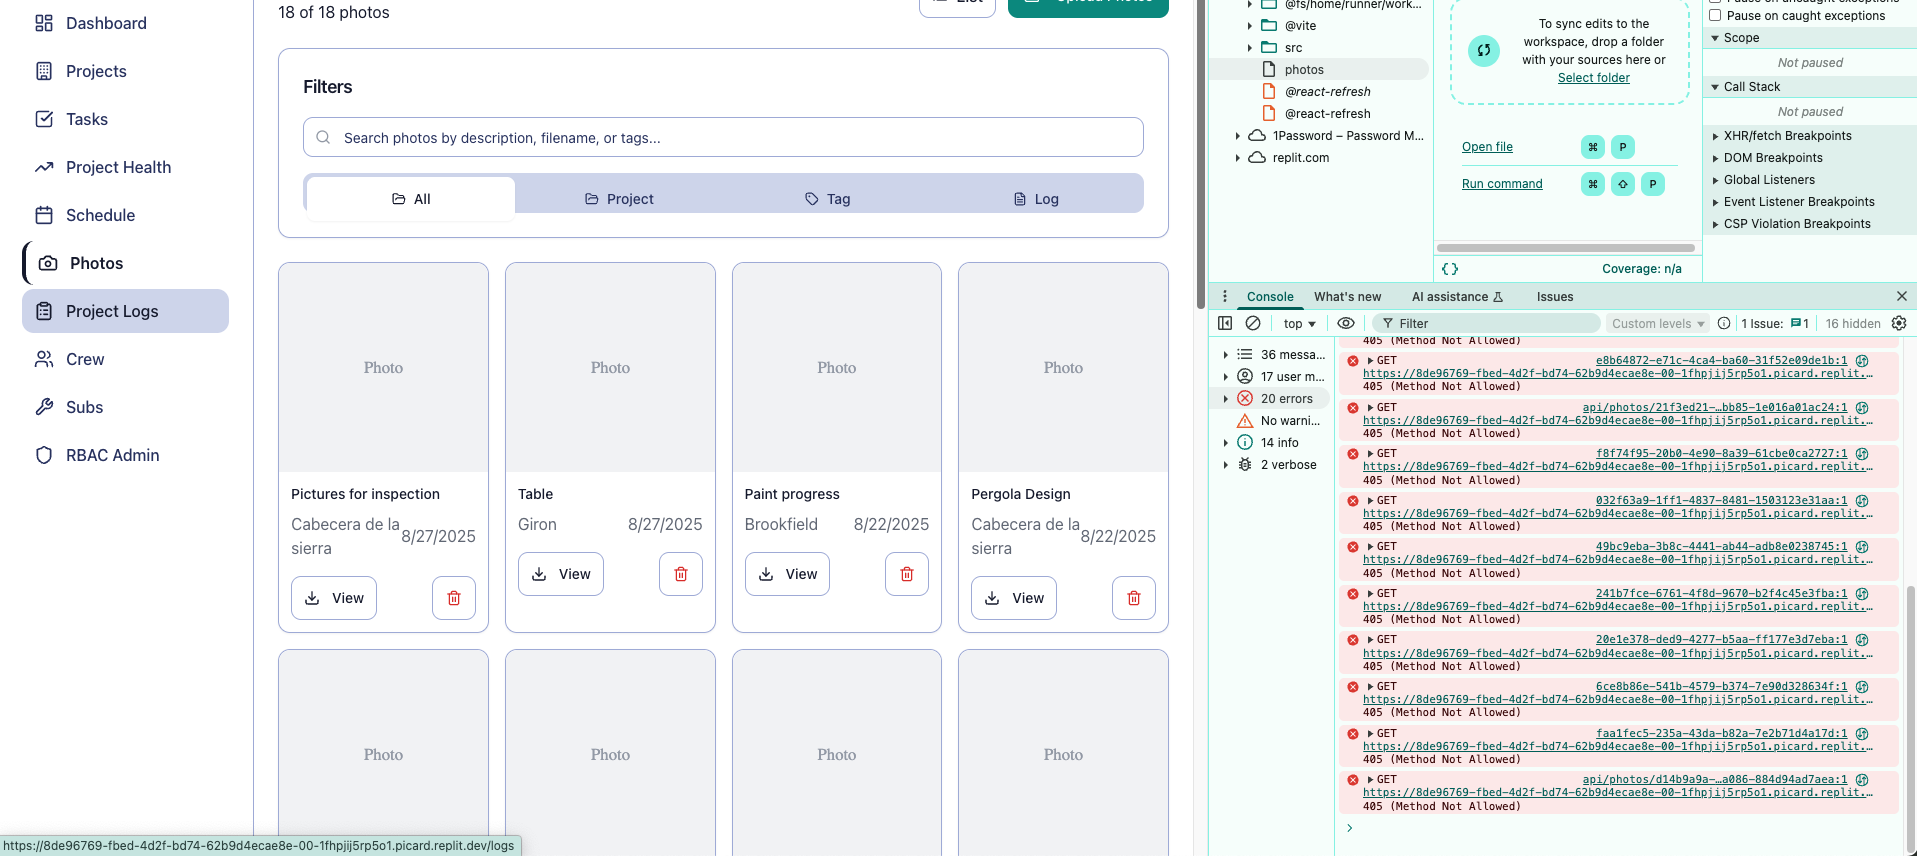 Dashboard
Projects
Tasks
Project Health
Schedule
Photos
Project Logs
Crew
Subs
RBAC Admin
18 of 18 photos
List
Upload Photos
Filters
Search photos by description, filename, or tags...
All
Project
Tag
Log
Photo
Photo
Photo
Photo
Pictures for inspection
Cabecera de la sierra
8/27/2025
View
Table
Giron
8/27/2025
View
Paint progress
Brookfield
8/22/2025
View
Pergola Design
Cabecera de la sierra
8/22/2025
View
Photo
Photo
Photo
Photo
https://8de96769-fbed-4d2f-bd74-62b9d4ecae8e-00-1fhpjij5rp5o1.picard.replit.dev/logs
@fs/home/runner/work...
@vite
src
photos
@react-refresh
@react-refresh
1Password – Password M...
replit.com
To sync edits to the
workspace, drop a folder
with your sources here or
Select folder
Open file
⌘ P
Run command
⌘ ⇧ P
{ }
Coverage: n/a
Pause on uncaught exceptions
Pause on caught exceptions
Scope
Not paused
Call Stack
Not paused
XHR/fetch Breakpoints
DOM Breakpoints
Global Listeners
Event Listener Breakpoints
CSP Violation Breakpoints
Console
What's new
AI assistance
Issues
top
Filter
Custom levels
1 Issue:
1
16 hidden
36 messa...
17 user m...
20 errors
No warni...
14 info
2 verbose
405 (Method Not Allowed)
GET e8b64872-e71c-4ca4-ba60-31f52e09de1b:1
https://8de96769-fbed-4d2f-bd74-62b9d4ecae8e-00-1fhpjij5rp5o1.picard.replit.…
405 (Method Not Allowed)
GET api/photos/21f3ed21-…bb85-1e016a01ac24:1
https://8de96769-fbed-4d2f-bd74-62b9d4ecae8e-00-1fhpjij5rp5o1.picard.replit.…
405 (Method Not Allowed)
GET f8f74f95-20b0-4e90-8a39-61cbe0ca2727:1
https://8de96769-fbed-4d2f-bd74-62b9d4ecae8e-00-1fhpjij5rp5o1.picard.replit.…
405 (Method Not Allowed)
GET 032f63a9-1ff1-4837-8481-1503123e31aa:1
https://8de96769-fbed-4d2f-bd74-62b9d4ecae8e-00-1fhpjij5rp5o1.picard.replit.…
405 (Method Not Allowed)
GET 49bc9eba-3b8c-4441-ab44-adb8e0238745:1
https://8de96769-fbed-4d2f-bd74-62b9d4ecae8e-00-1fhpjij5rp5o1.picard.replit.…
405 (Method Not Allowed)
GET 241b7fce-6761-4f8d-9670-b2f4c45e3fba:1
https://8de96769-fbed-4d2f-bd74-62b9d4ecae8e-00-1fhpjij5rp5o1.picard.replit.…
405 (Method Not Allowed)
GET 20e1e378-ded9-4277-b5aa-ff177e3d7eba:1
https://8de96769-fbed-4d2f-bd74-62b9d4ecae8e-00-1fhpjij5rp5o1.picard.replit.…
405 (Method Not Allowed)
GET 6ce8b86e-541b-4579-b374-7e90d328634f:1
https://8de96769-fbed-4d2f-bd74-62b9d4ecae8e-00-1fhpjij5rp5o1.picard.replit.…
405 (Method Not Allowed)
GET faa1fec5-235a-43da-b82a-7e2b71d4a17d:1
https://8de96769-fbed-4d2f-bd74-62b9d4ecae8e-00-1fhpjij5rp5o1.picard.replit.…
405 (Method Not Allowed)
GET api/photos/d14b9a9a-…a086-884d94ad7aea:1
https://8de96769-fbed-4d2f-bd74-62b9d4ecae8e-00-1fhpjij5rp5o1.picard.replit.…
405 (Method Not Allowed)